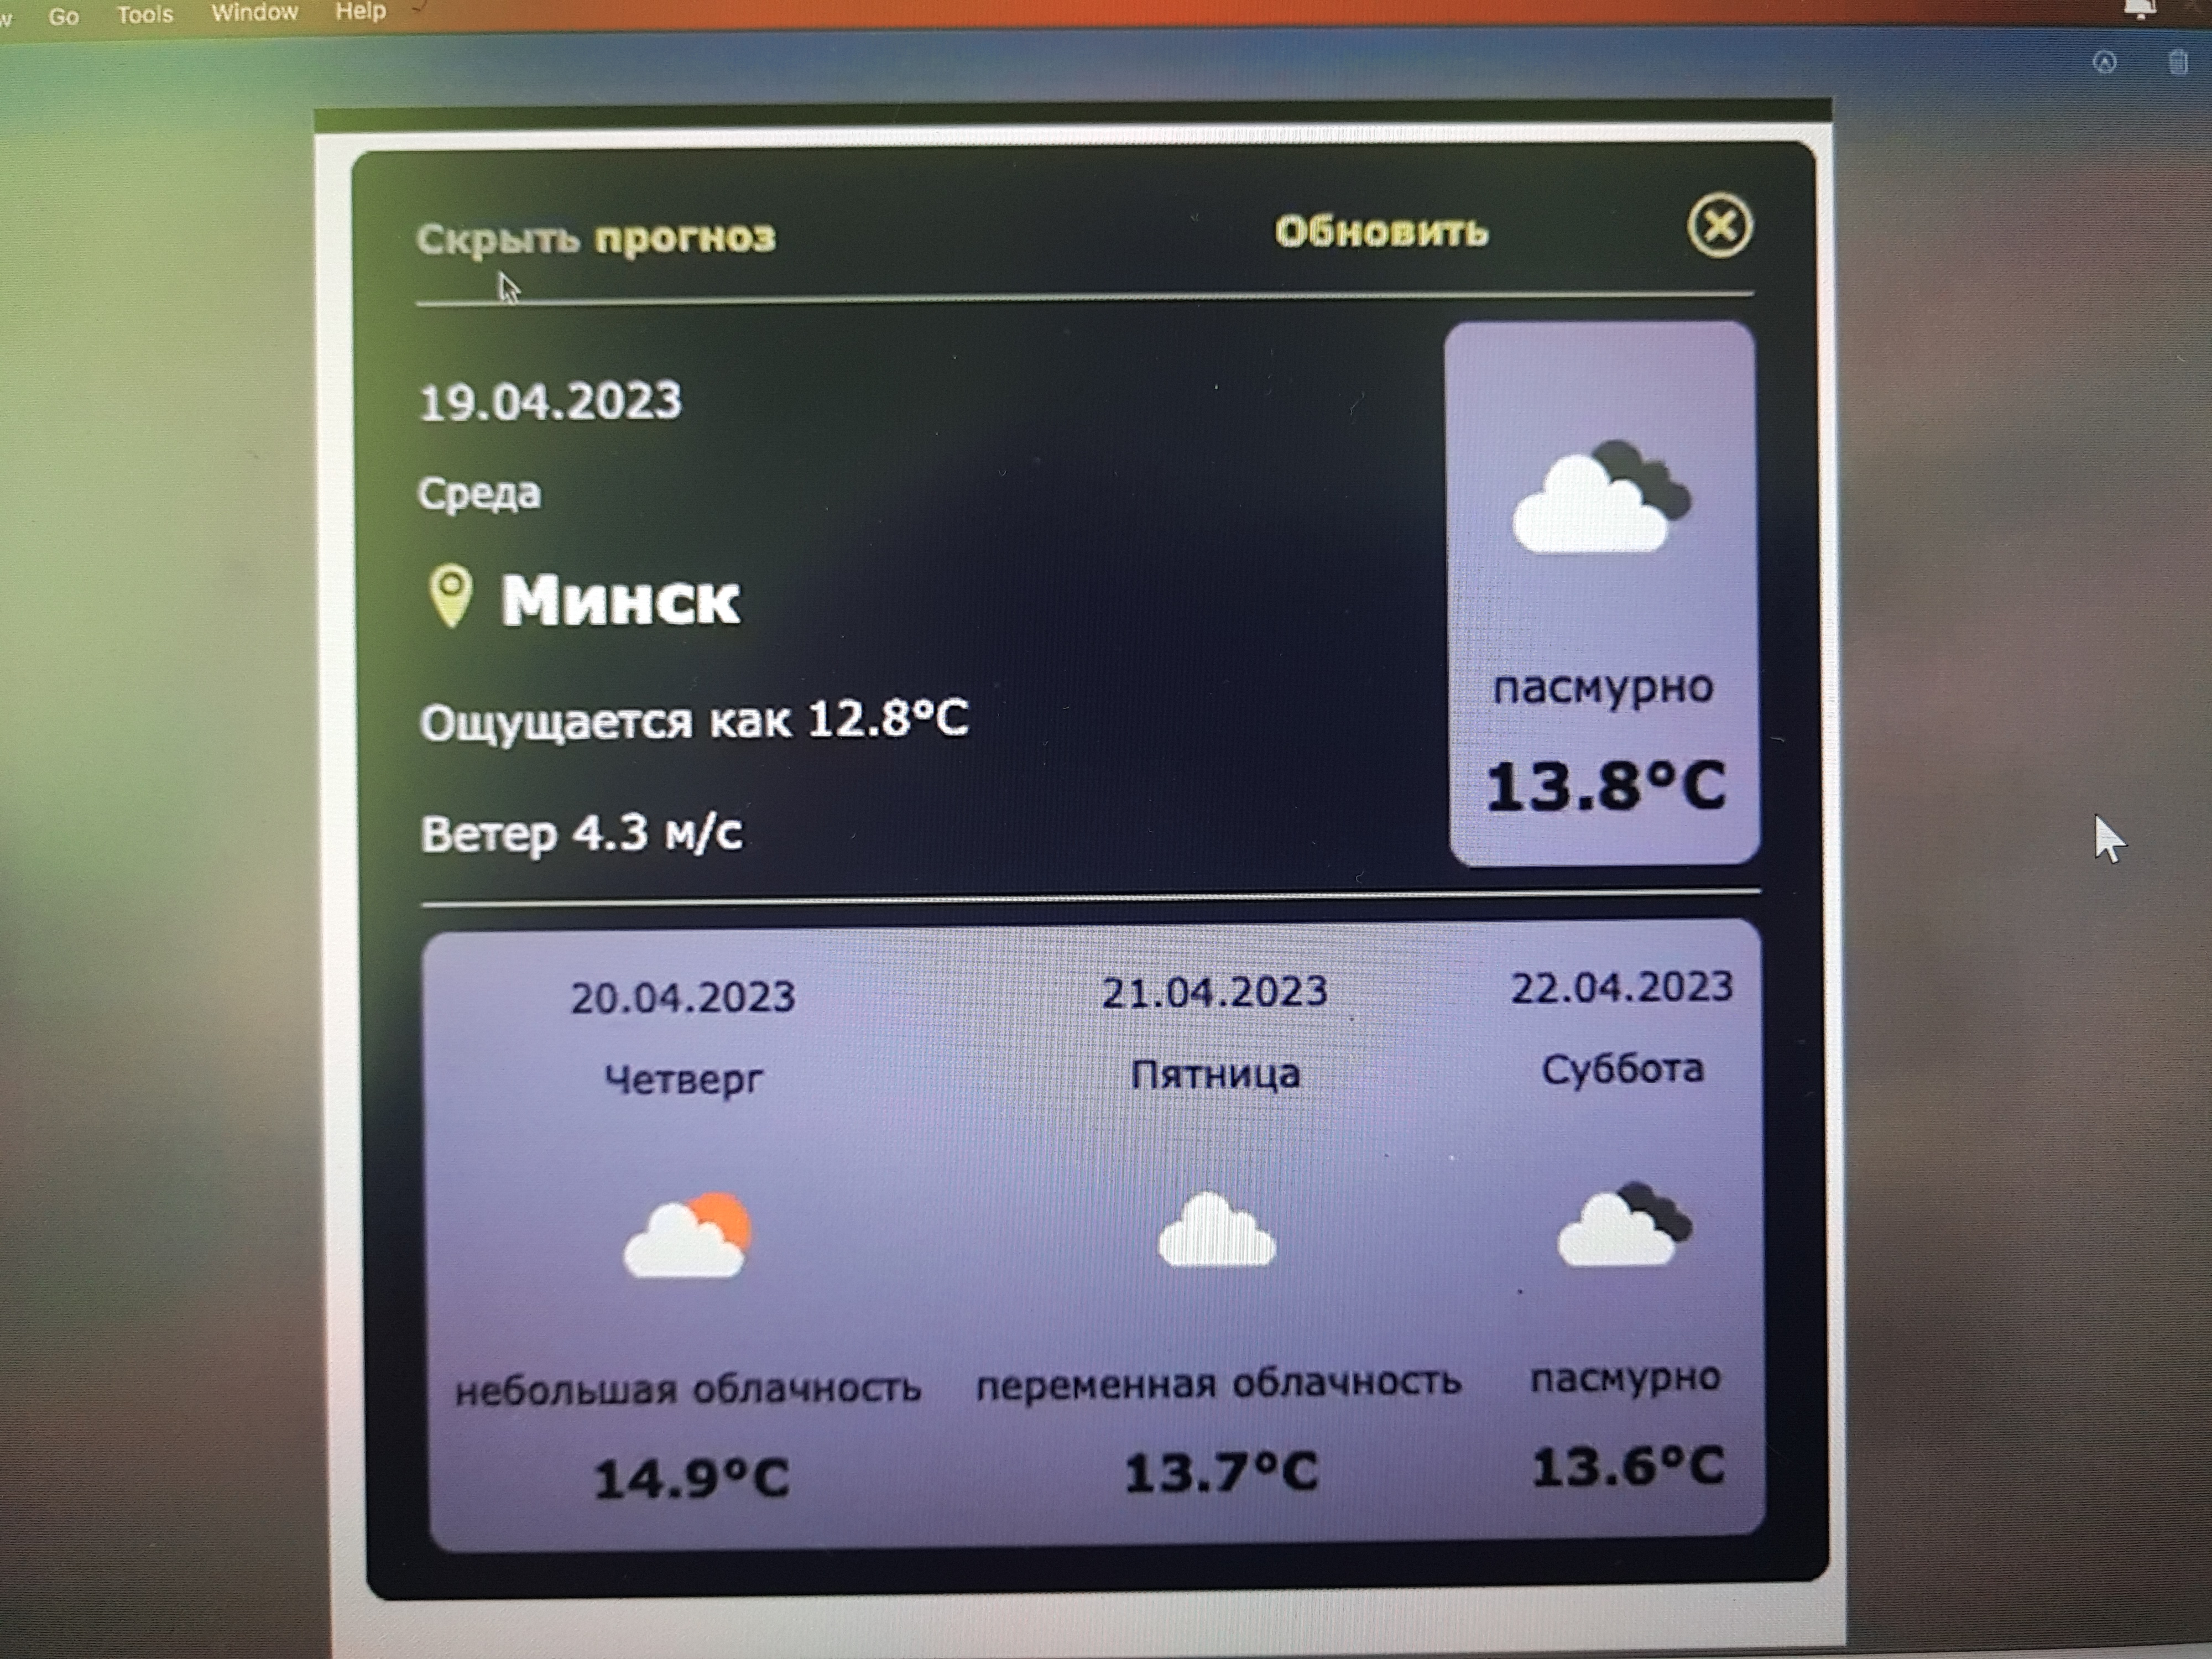 Go Tools Window Help
Скрыть прогноз Обновить
19.04.2023
Среда
Минск
Ощущается как 12.8°C
Ветер 4.3 м/с
пасмурно
13.8°C
20.04.2023 21.04.2023 22.04.2023
Четверг Пятница Суббота
небольшая облачность переменная облачность пасмурно
14.9°C 13.7°C 13.6°C